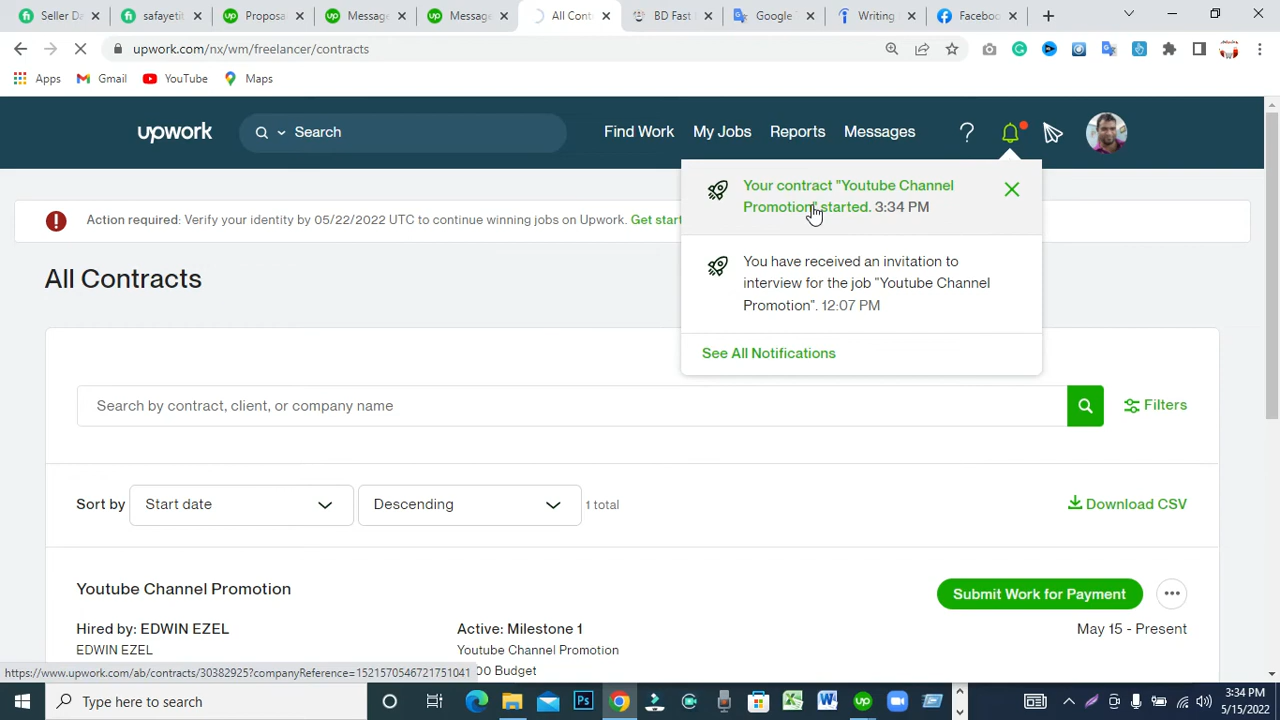 Seller Da
safayetit
Proposa
Message
Message
All Cont
BD Fast
Google
Writing
Faceboo
upwork.com/nx/wm/freelancer/contracts
Apps
Gmail
YouTube
Maps
upwork
Search
Find Work
My Jobs
Reports
Messages
Your contract "Youtube Channel
Promotion" started. 3:34 PM
Action required: Verify your identity by 05/22/2022 UTC to continue winning jobs on Upwork. Get start
You have received an invitation to
interview for the job "Youtube Channel
Promotion". 12:07 PM
See All Notifications
All Contracts
Search by contract, client, or company name
Filters
Sort by
Start date
Descending
1 total
Download CSV
Youtube Channel Promotion
Submit Work for Payment
Hired by: EDWIN EZEL
Active: Milestone 1
May 15 - Present
EDWIN EZEL
Youtube Channel Promotion
Budget
https://www.upwork.com/ab/contracts/30382925?companyReference=1521570546721751041
Type here to search
3:34 PM
5/15/2022